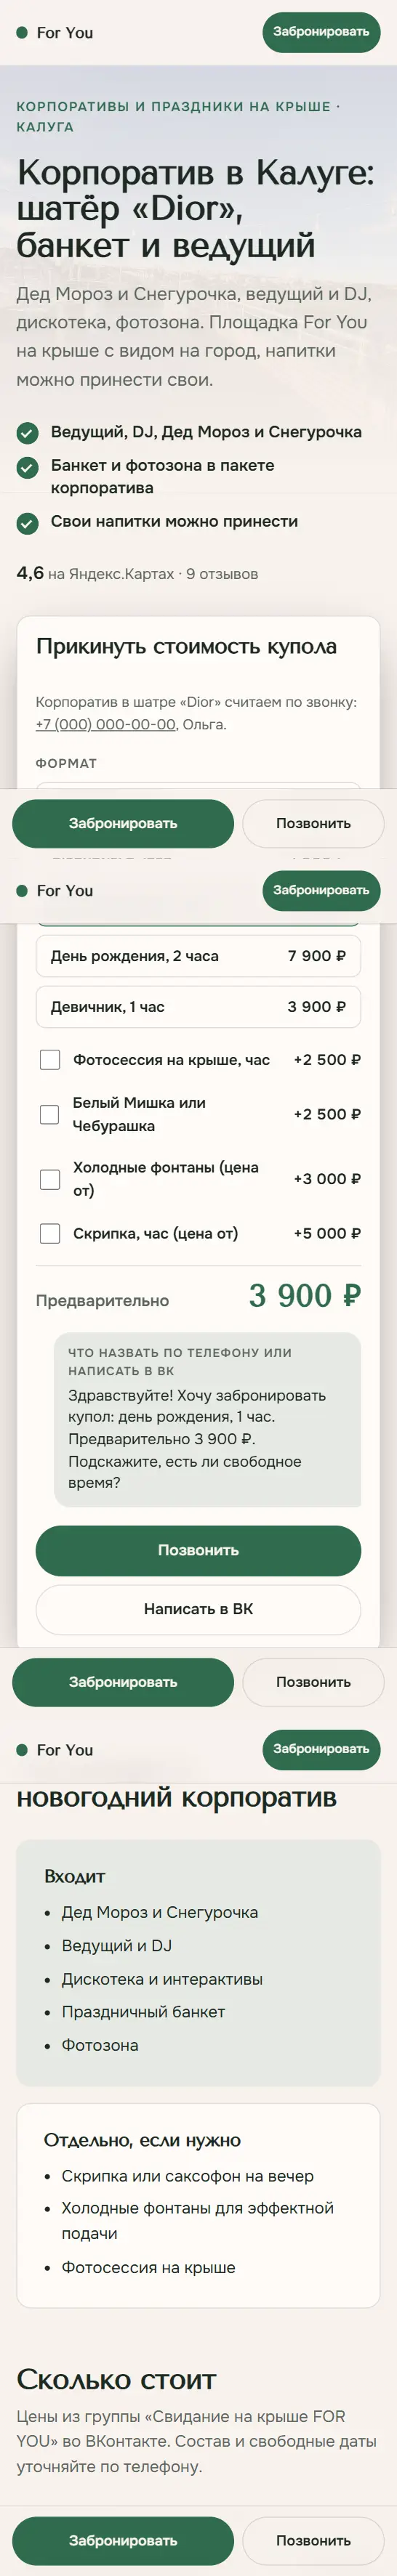 For You
Забронировать
КОРПОРАТИВЫ И ПРАЗДНИКИ НА КРЫШЕ ·
КАЛУГА
Корпоратив в Калуге:
шатёр «Dior»,
банкет и ведущий
Дед Мороз и Снегурочка, ведущий и DJ,
дискотека, фотозона. Площадка For You
на крыше с видом на город, напитки
можно принести свои.
Ведущий, DJ, Дед Мороз и Снегурочка
Банкет и фотозона в пакете
корпоратива
Свои напитки можно принести
4,6 на Яндекс.Картах · 9 отзывов
Прикинуть стоимость купола
Корпоратив в шатре «Dior» считаем по звонку:
+7 (000) 000-00-00, Ольга.
ФОРМАТ
Забронировать
Позвонить
For You
Забронировать
День рождения, 2 часа 7 900 ₽
Девичник, 1 час 3 900 ₽
Фотосессия на крыше, час +2 500 ₽
Белый Мишка или
Чебурашка +2 500 ₽
Холодные фонтаны (цена
от) +3 000 ₽
Скрипка, час (цена от) +5 000 ₽
Предварительно 3 900 ₽
ЧТО НАЗВАТЬ ПО ТЕЛЕФОНУ ИЛИ
НАПИСАТЬ В ВК
Здравствуйте! Хочу забронировать
купол: день рождения, 1 час.
Предварительно 3 900 ₽.
Подскажите, есть ли свободное
время?
Позвонить
Написать в ВК
Забронировать
Позвонить
For You
Забронировать
новогодний корпоратив
Входит
• Дед Мороз и Снегурочка
• Ведущий и DJ
• Дискотека и интерактивы
• Праздничный банкет
• Фотозона
Отдельно, если нужно
• Скрипка или саксофон на вечер
• Холодные фонтаны для эффектной
подачи
• Фотосессия на крыше
Сколько стоит
Цены из группы «Свидание на крыше FOR
YOU» во ВКонтакте. Состав и свободные даты
уточняйте по телефону.
Забронировать
Позвонить